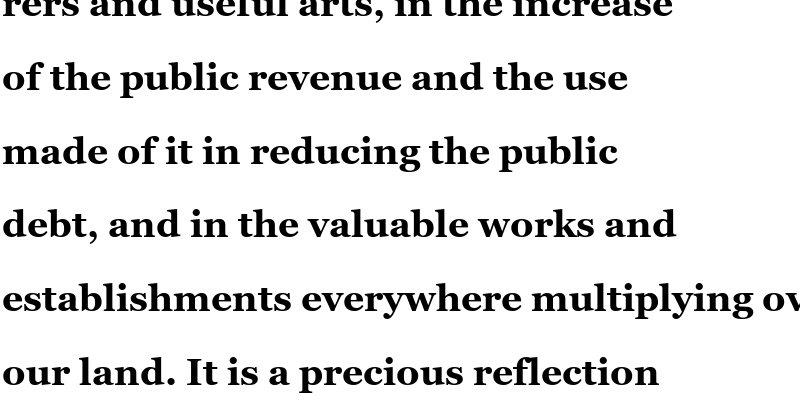 rers and useful arts, in the increase
of the public revenue and the use
made of it in reducing the public
debt, and in the valuable works and
establishments everywhere multiplying
our land. It is a precious reflection